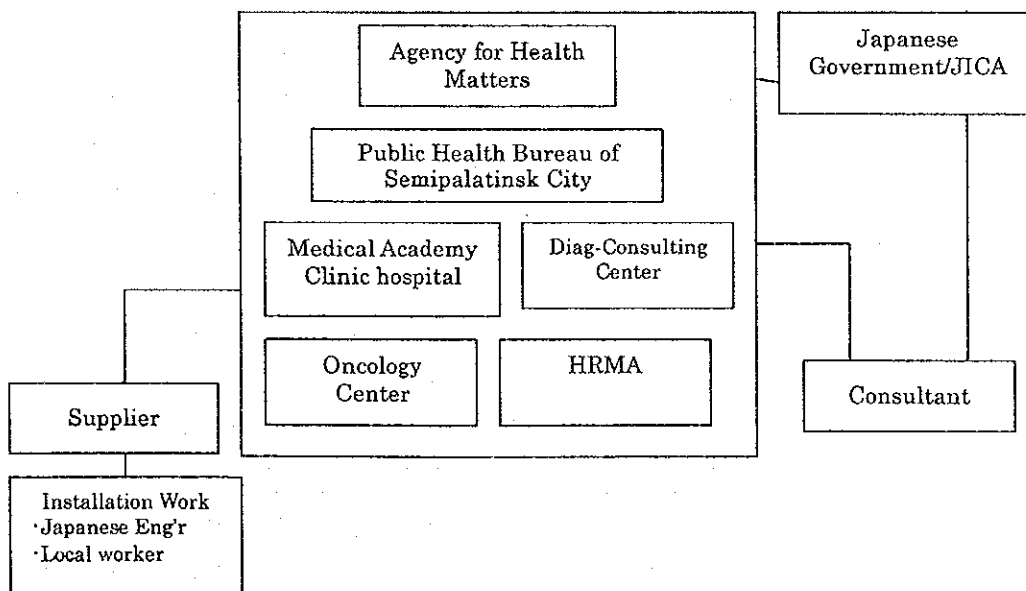 Agency for Health
Matters
Japanese
Government/JICA
Public Health Bureau of
Semipalatinsk City
Medical Academy
Clinic hospital
Diag-Consulting
Center
Oncology
Center
HRMA
Supplier
Consultant
Installation Work
·Japanese Eng'r
·Local worker